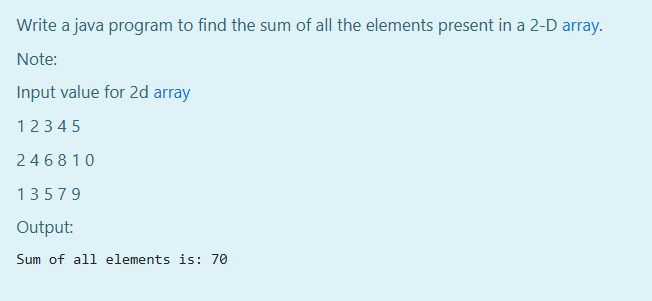 Write a java program to find the sum of all the elements present in a 2-D array.
Note:
Input value for 2d array
1 2 3 4 5
2 4 6 8 1 0
1 3 5 7 9
Output:
Sum of all elements is: 70